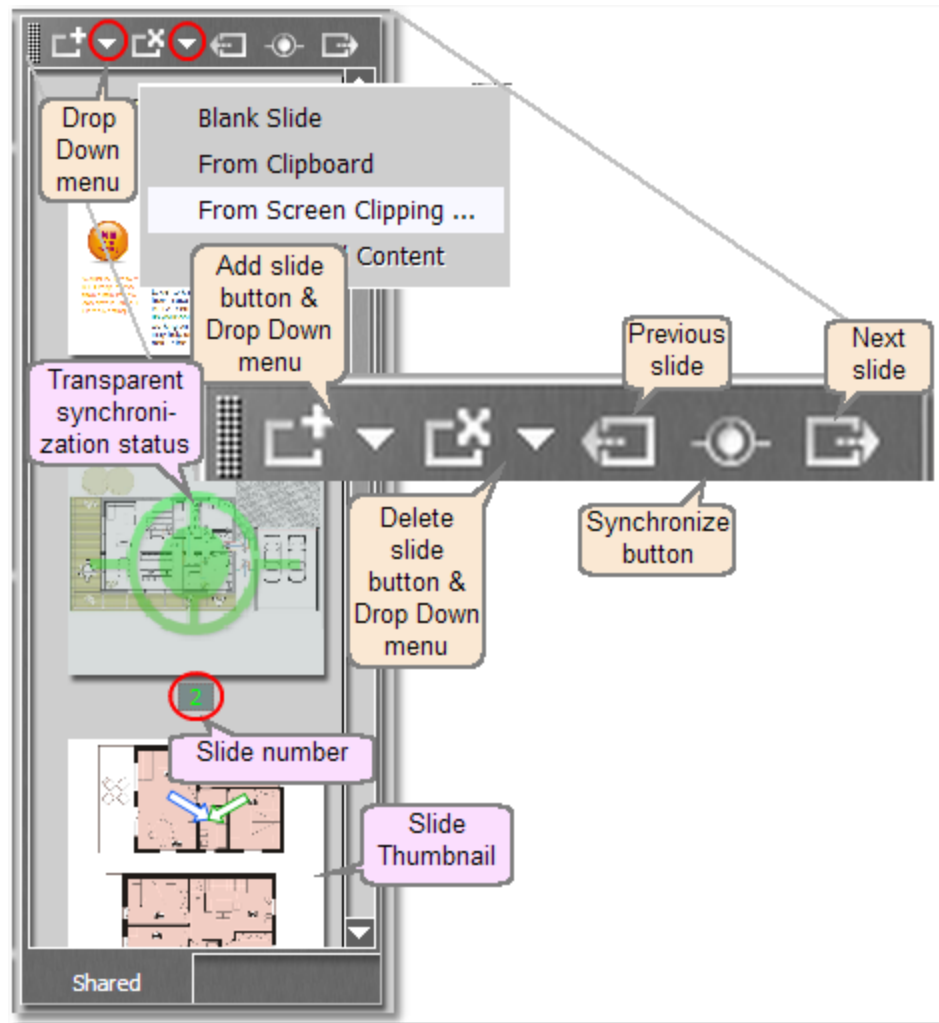 Drop
Down
menu
Blank Slide
From Clipboard
From Screen Clipping ...
Content
Add slide
button &
Drop Down
menu
Previous
slide
Next
slide
Transparent
synchroni-
zation status
Delete
slide
button &
Drop Down
menu
Synchronize
button
2
Slide number
Slide
Thumbnail
Shared